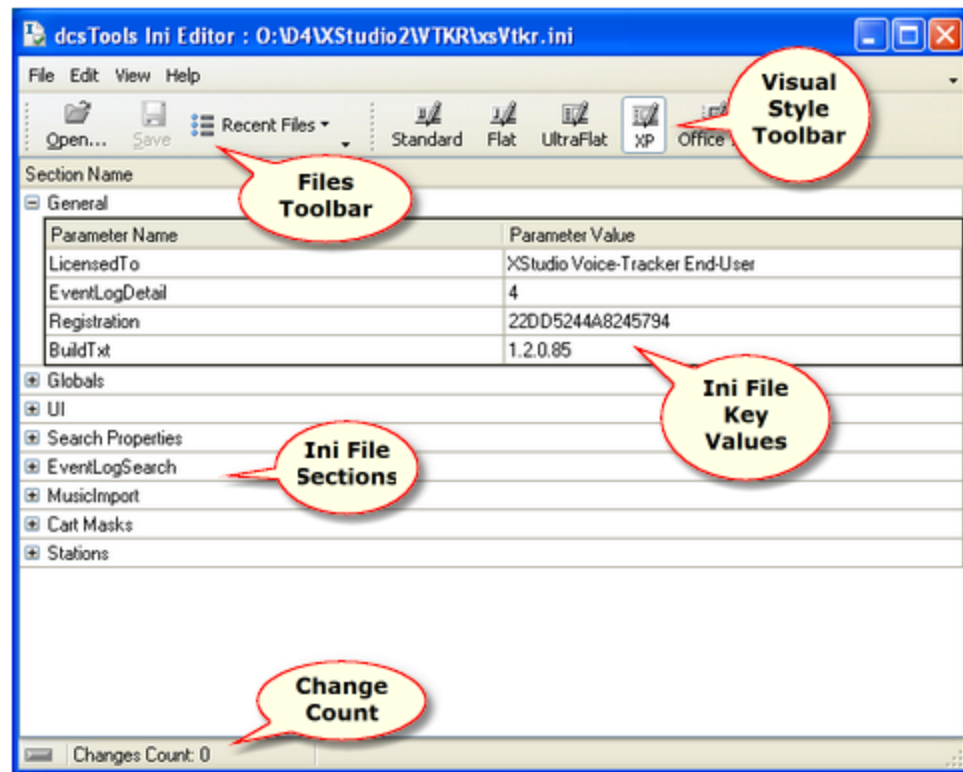 dcsTools Ini Editor : O:\D4\XStudio2\VTKR\xsVtkr.ini
File Edit View Help
Visual
Style
Toolbar
Open...
Save
Recent Files
Standard
Flat
UltraFlat
XP
Office
Section Name
Files
Toolbar
General
Parameter Name
Parameter Value
LicensedTo
XStudio Voice-Tracker End-User
EventLogDetail
4
Registration
22DD5244A8245794
BuildTxt
1.2.0.85
Globals
UI
Search Properties
EventLogSearch
MusicImport
Cart Masks
Stations
Ini File
Key
Values
Ini File
Sections
Change
Count
Changes Count: 0